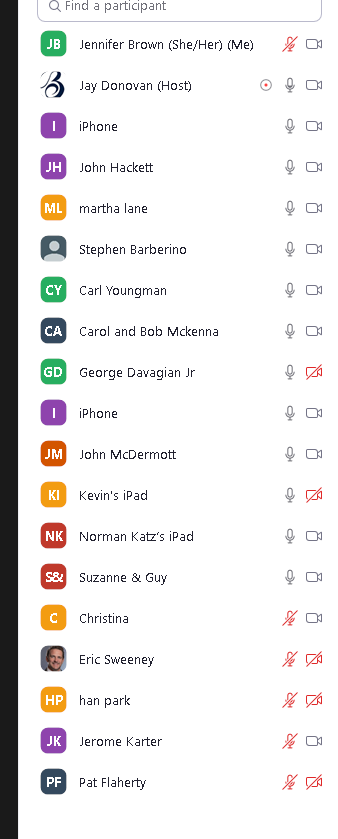 Find a participant
JB Jennifer Brown (She/Her) (Me)
Jay Donovan (Host)
I iPhone
JH John Hackett
ML martha lane
Stephen Barberino
CY Carl Youngman
CA Carol and Bob Mckenna
GD George Davagian Jr
I iPhone
JM John McDermott
KI Kevin's iPad
NK Norman Katz's iPad
S& Suzanne & Guy
C Christina
Eric Sweeney
HP han park
JK Jerome Karter
PF Pat Flaherty